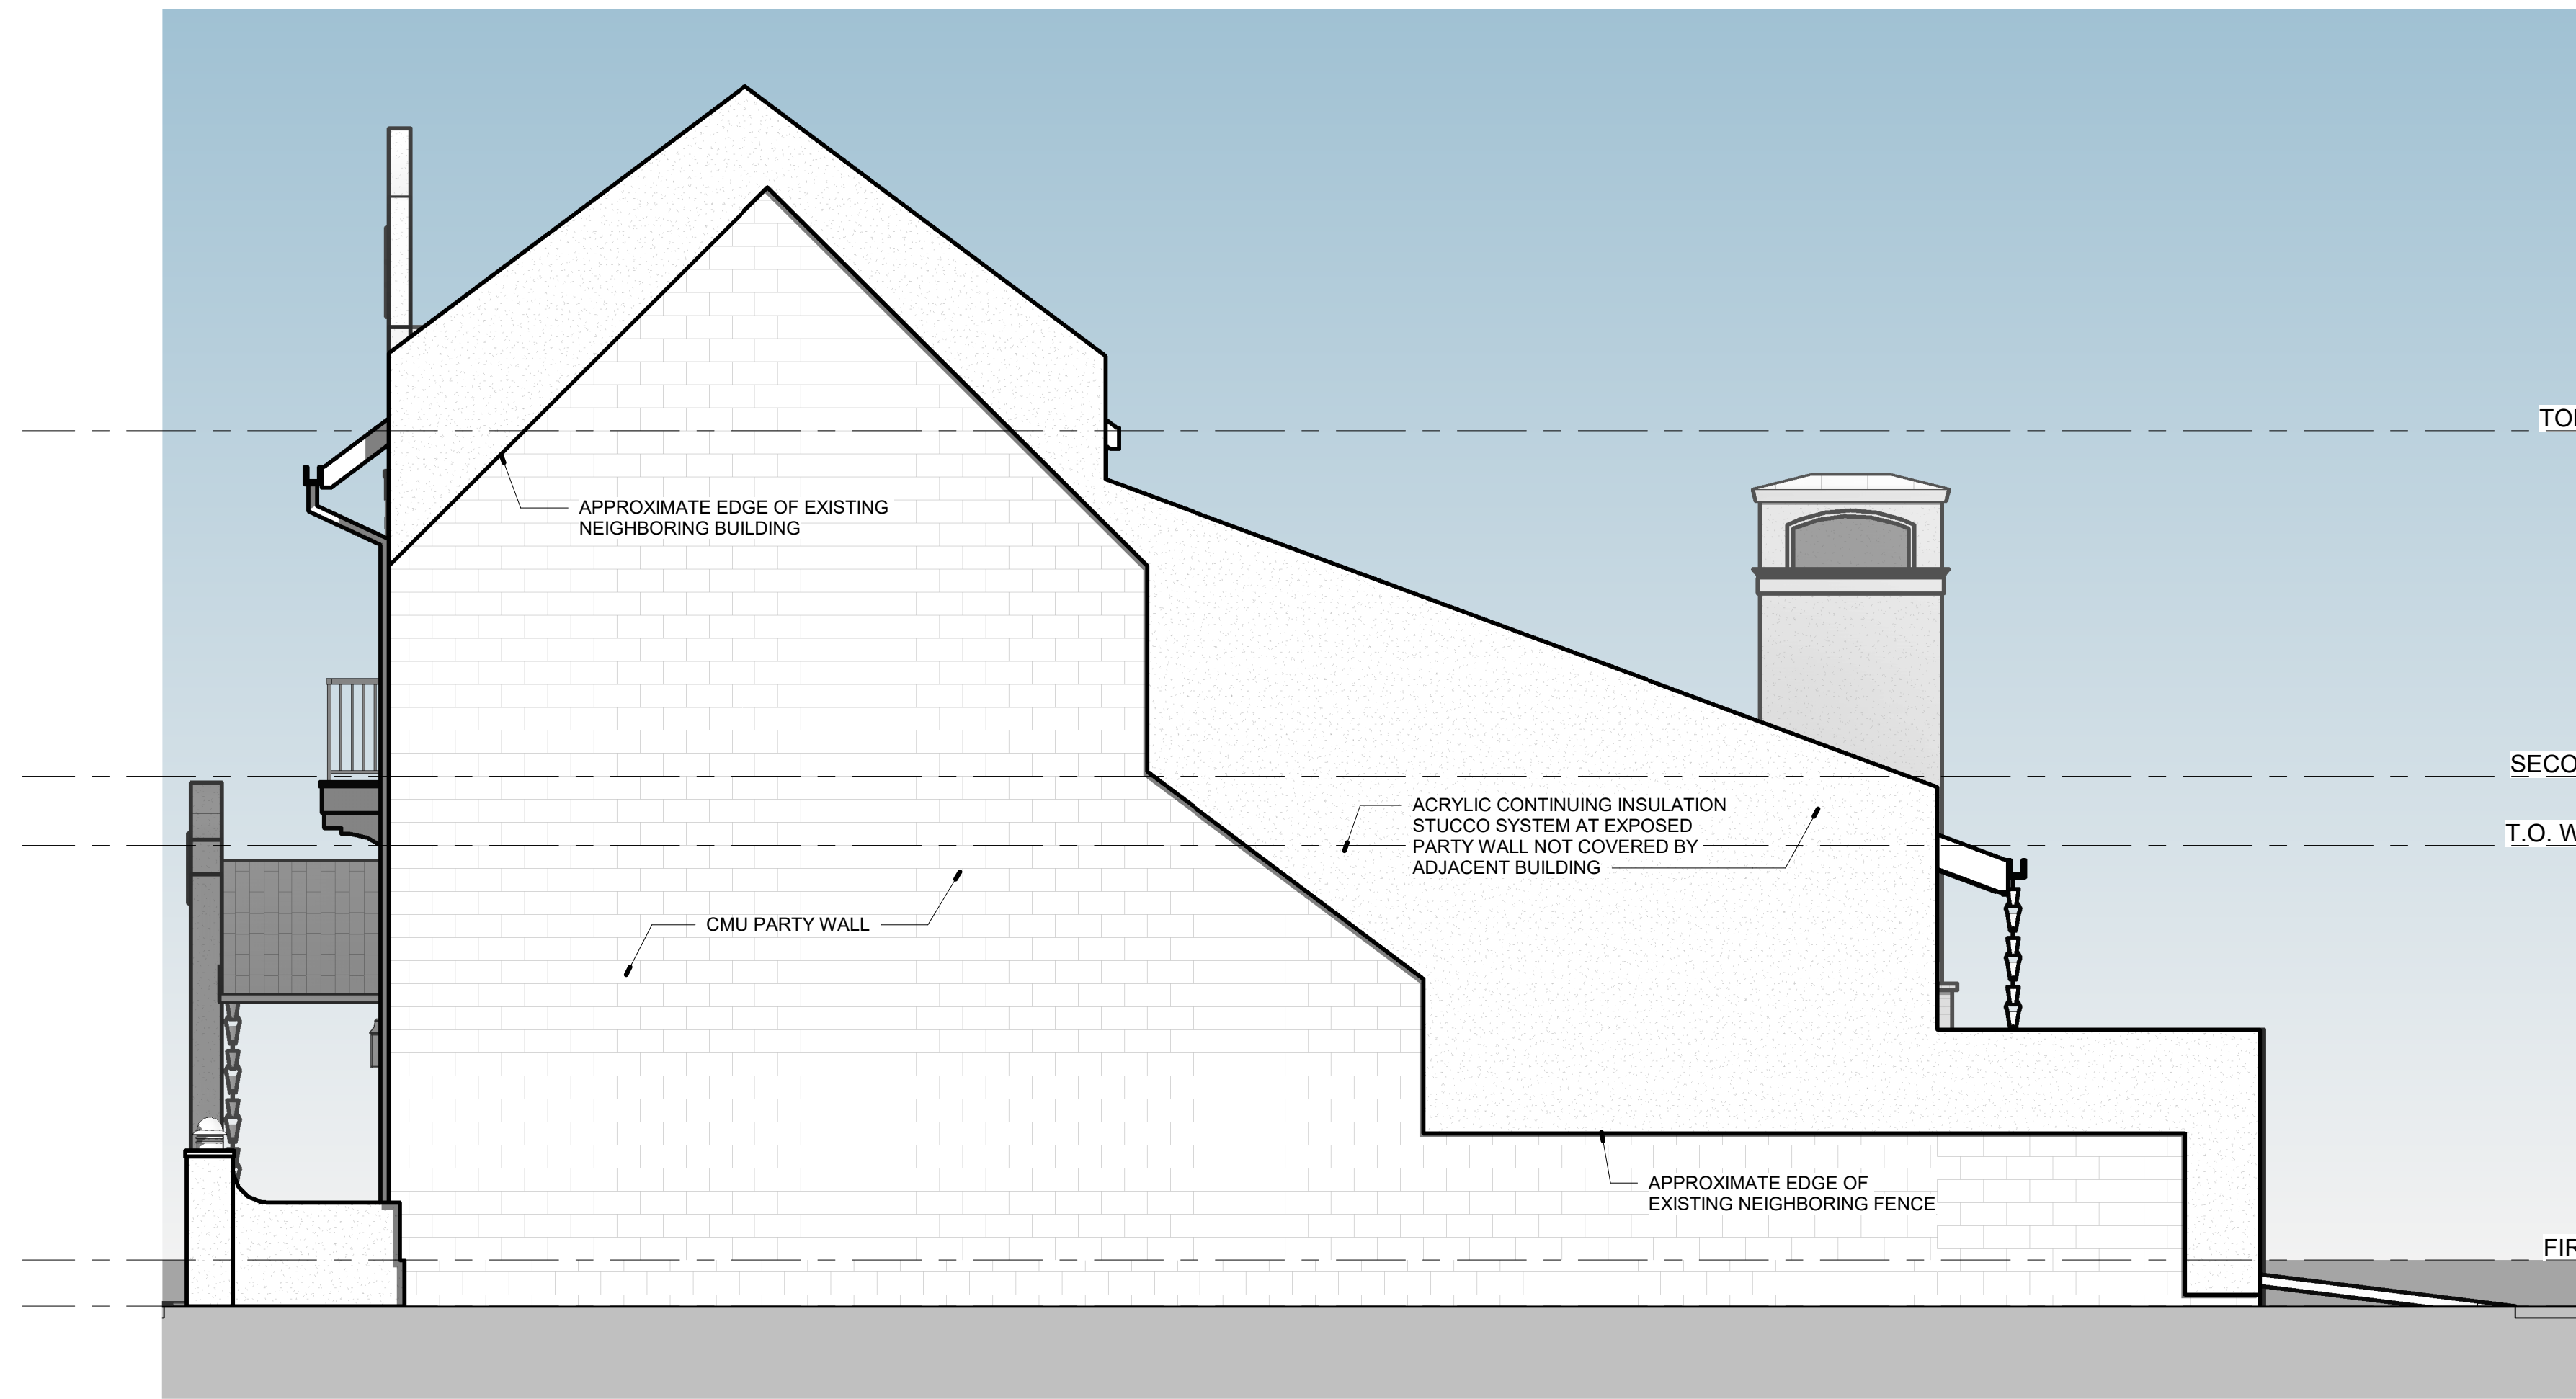 TO
APPROXIMATE EDGE OF EXISTING
NEIGHBORING BUILDING
SECO
ACRYLIC CONTINUING INSULATION
STUCCO SYSTEM AT EXPOSED
PARTY WALL NOT COVERED BY
ADJACENT BUILDING
T.O. W
CMU PARTY WALL
APPROXIMATE EDGE OF
EXISTING NEIGHBORING FENCE
FIR